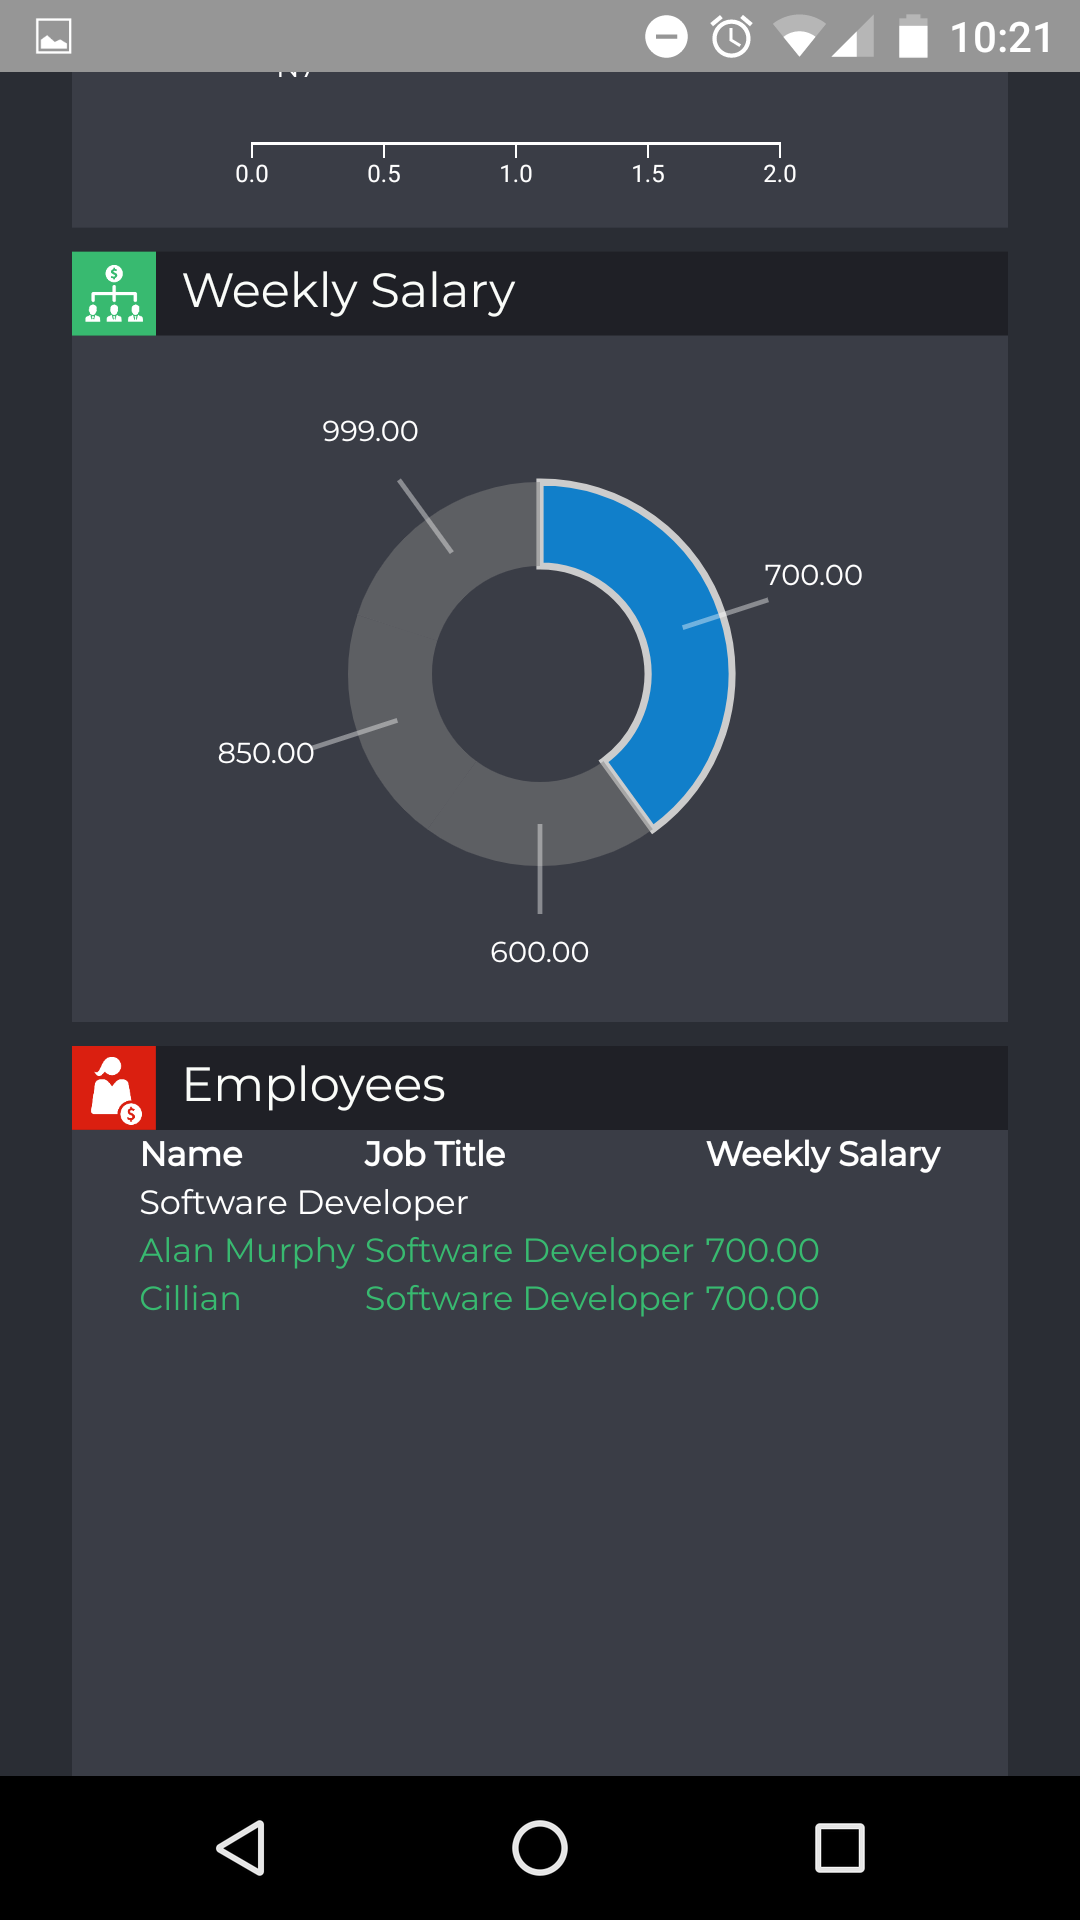 10:21
0.0 0.5 1.0 1.5 2.0
$
Weekly Salary
999.00
700.00
850.00
600.00
$
Employees
Name Job Title Weekly Salary
Software Developer
Alan Murphy Software Developer 700.00
Cillian Software Developer 700.00